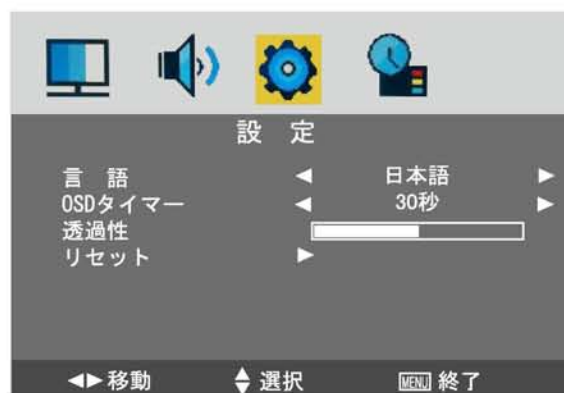 設 定
言 語 ◀ 日本語 ▶
OSDタイマー ◀ 30秒 ▶
透過性
リセット ▶
◀▶移動 ▲▼選択 MENU 終了